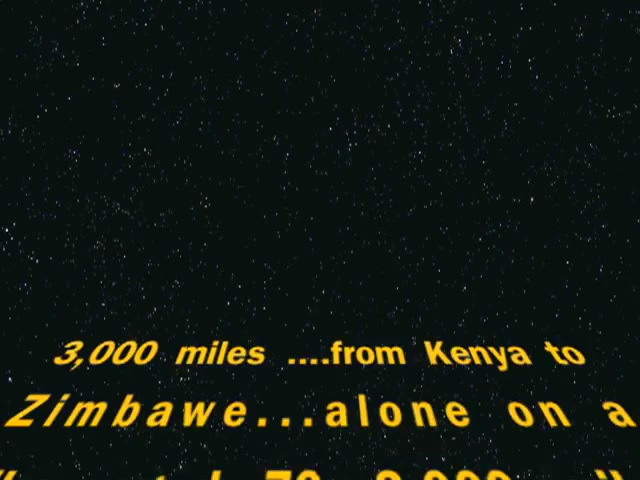 3,000 miles ....from Kenya to
Zimbawe...alone on a